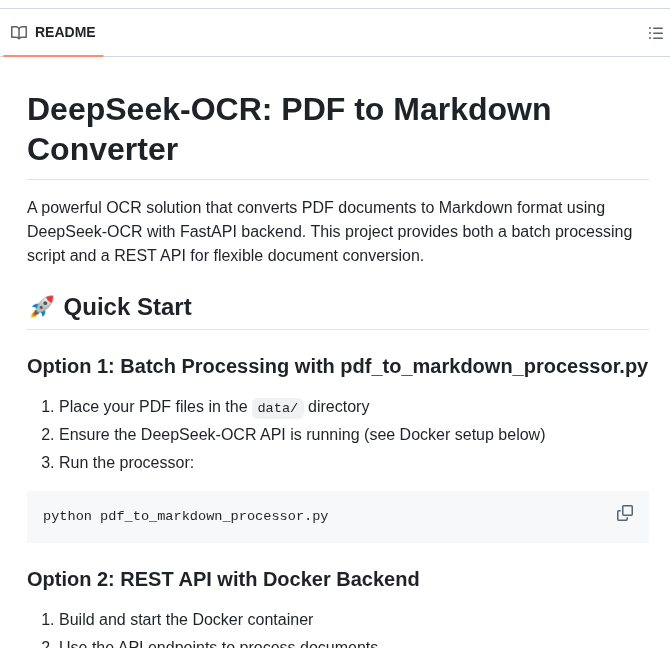 README
DeepSeek-OCR: PDF to Markdown
Converter
A powerful OCR solution that converts PDF documents to Markdown format using
DeepSeek-OCR with FastAPI backend. This project provides both a batch processing
script and a REST API for flexible document conversion.
🚀 Quick Start
Option 1: Batch Processing with pdf_to_markdown_processor.py
1. Place your PDF files in the data/ directory
2. Ensure the DeepSeek-OCR API is running (see Docker setup below)
3. Run the processor:
python pdf_to_markdown_processor.py
Option 2: REST API with Docker Backend
1. Build and start the Docker container
2. Use the API endpoints to process documents